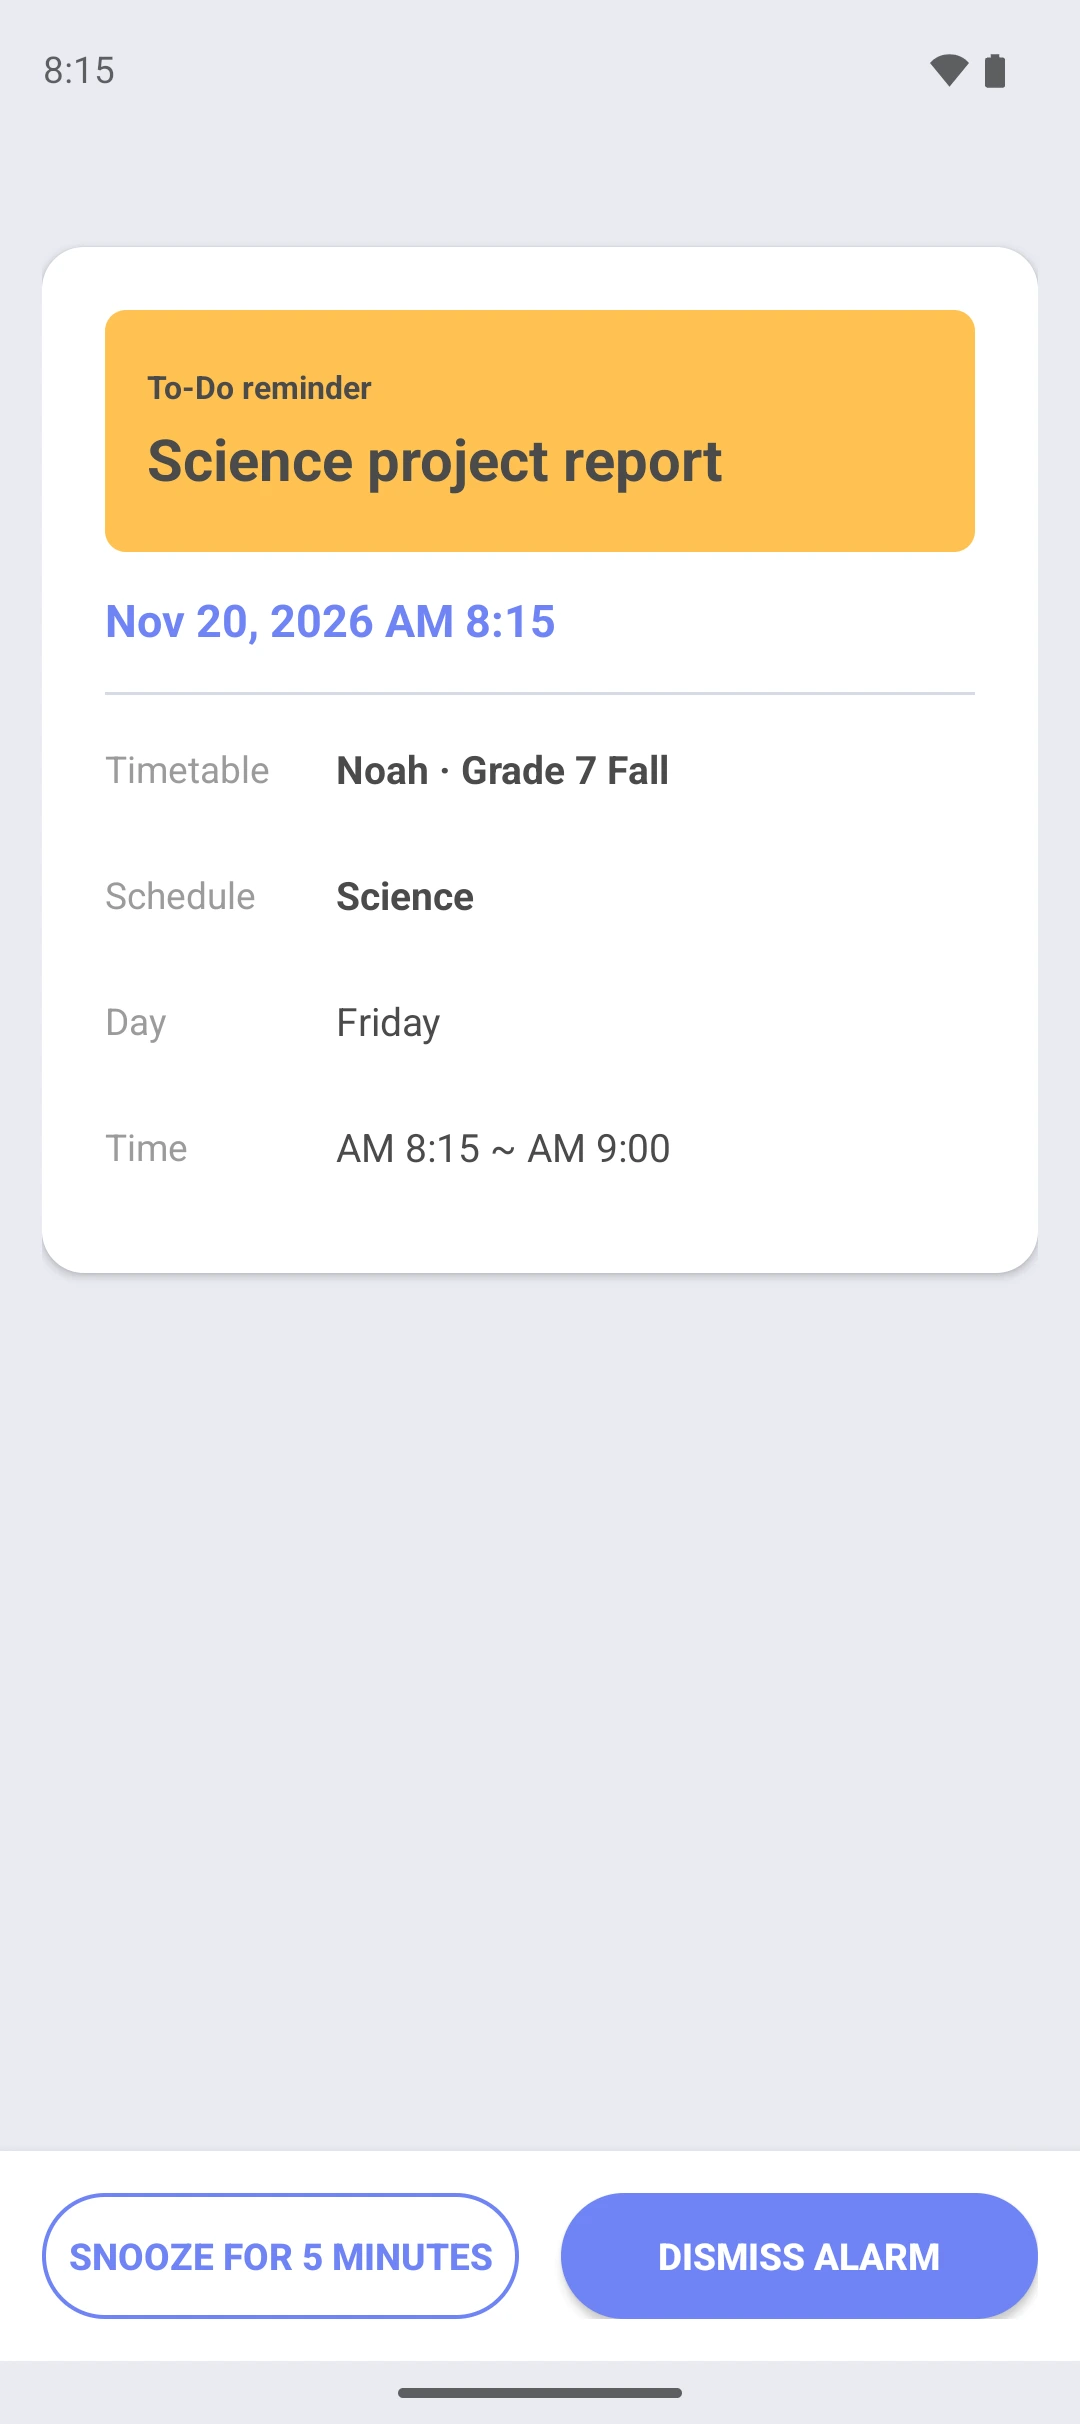 8:15
To-Do reminder
Science project report
Nov 20, 2026 AM 8:15
Timetable Noah · Grade 7 Fall
Schedule Science
Day Friday
Time AM 8:15 ~ AM 9:00
SNOOZE FOR 5 MINUTES DISMISS ALARM